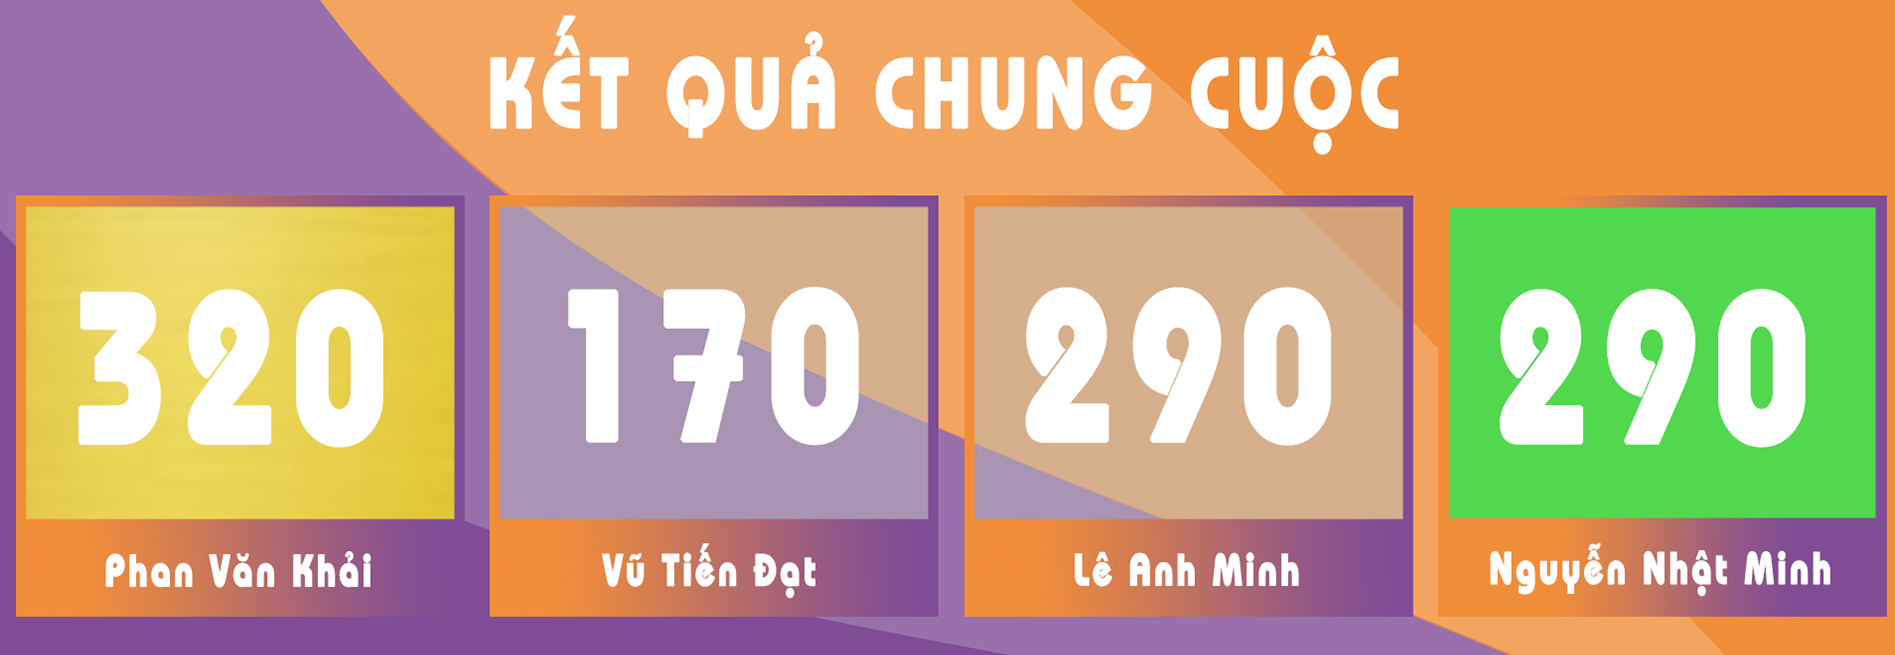 KẾT QUẢ CHUNG CUỘC
320
170
290
290
Phan Văn Khải
Vũ Tiến Đạt
Lê Anh Minh
Nguyễn Nhật Minh